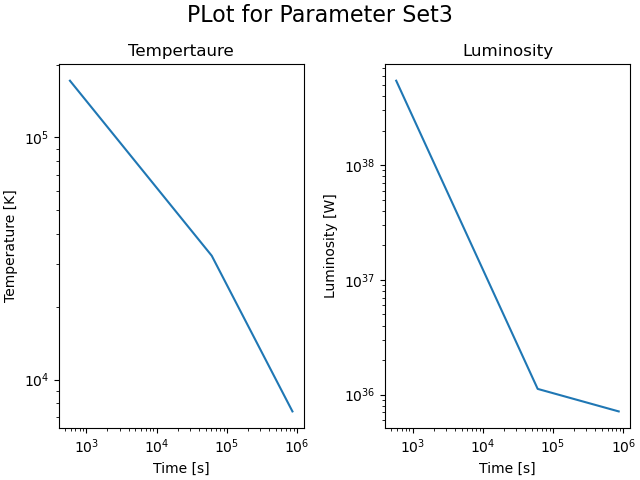 PLot for Parameter Set3
Tempertaure
Luminosity
10^5
10^4
Temperature [K]
10^3 10^4 10^5 10^6
Time [s]
10^38
10^37
10^36
Luminosity [W]
10^3 10^4 10^5 10^6
Time [s]